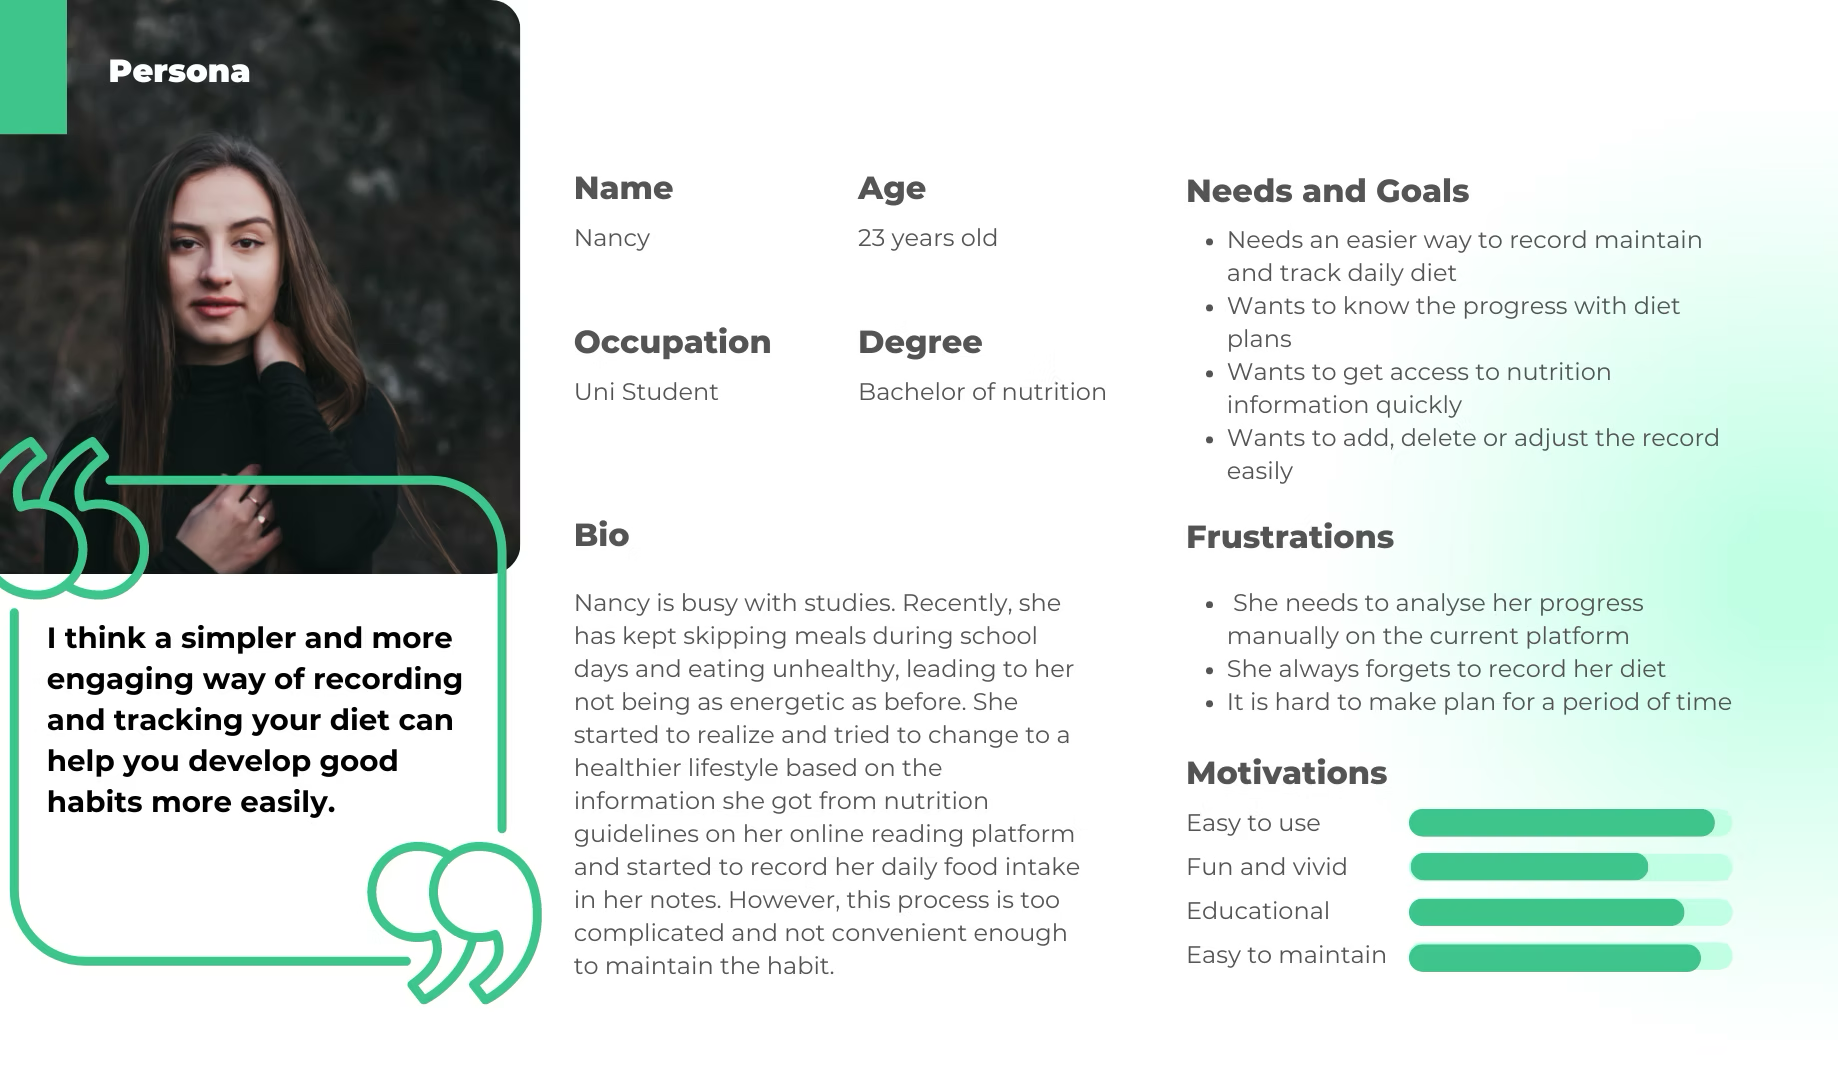 Persona
I think a simpler and more
engaging way of recording
and tracking your diet can
help you develop good
habits more easily.
Name
Nancy
Age
23 years old
Occupation
Uni Student
Degree
Bachelor of nutrition
Bio
Nancy is busy with studies. Recently, she
has kept skipping meals during school
days and eating unhealthy, leading to her
not being as energetic as before. She
started to realize and tried to change to a
healthier lifestyle based on the
information she got from nutrition
guidelines on her online reading platform
and started to record her daily food intake
in her notes. However, this process is too
complicated and not convenient enough
to maintain the habit.
Needs and Goals
• Needs an easier way to record maintain
and track daily diet
• Wants to know the progress with diet
plans
• Wants to get access to nutrition
information quickly
• Wants to add, delete or adjust the record
easily
Frustrations
• She needs to analyse her progress
manually on the current platform
• She always forgets to record her diet
• It is hard to make plan for a period of time
Motivations
Easy to use
Fun and vivid
Educational
Easy to maintain